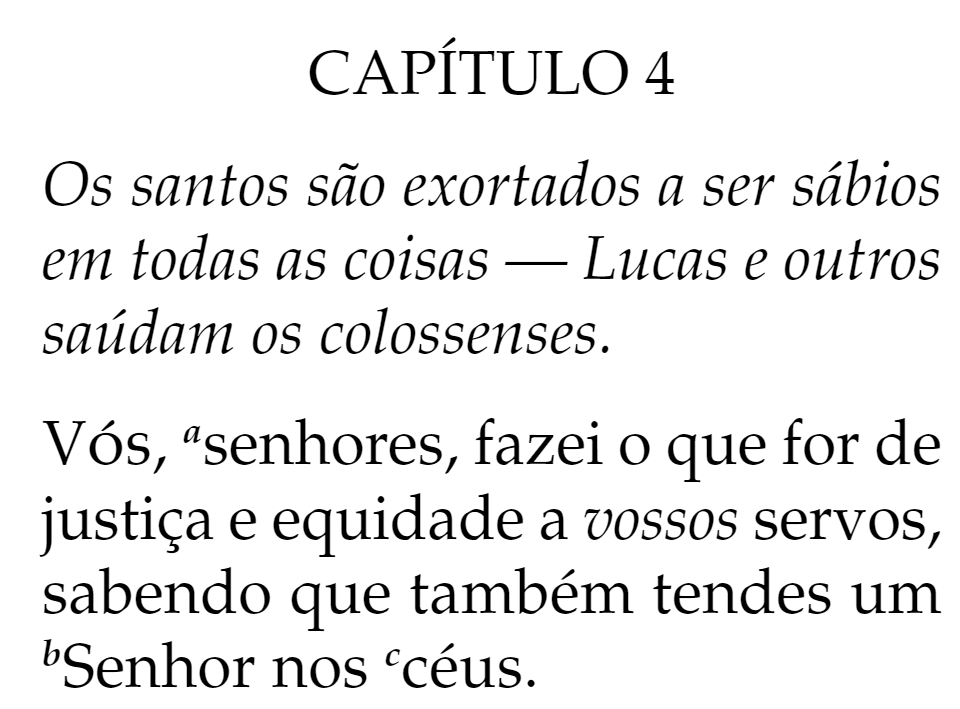 CAPÍTULO 4
Os santos são exortados a ser sábios
em todas as coisas — Lucas e outros
saúdam os colossenses.
Vós, ᵃsenhores, fazei o que for de
justiça e equidade a vossos servos,
sabendo que também tendes um
ᵇSenhor nos ᶜcéus.